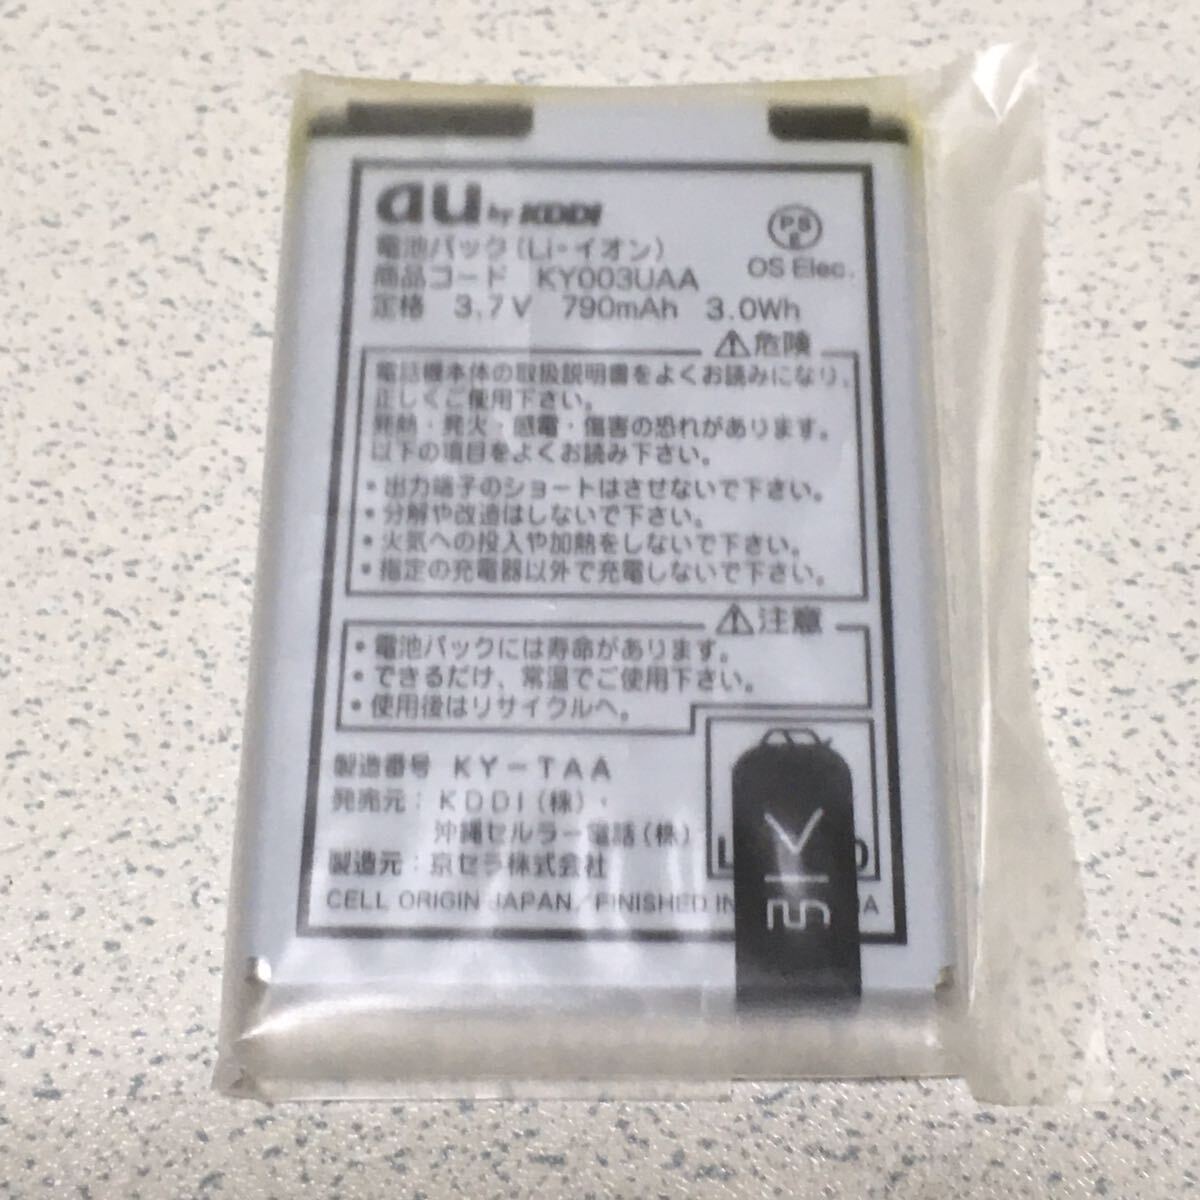 au by KDDI
PS
E
OS Elec.
電池パック(Li・イオン)
商品コード KY003UAA
定格 3.7V 790mAh 3.0Wh
⚠危険
電話機本体の取扱説明書をよくお読みになり、
正しくご使用下さい。
発熱・発火・感電・傷害の恐れがあります。
以下の項目をよくお読み下さい。
・出力端子のショートはさせないで下さい。
・分解や改造はしないで下さい。
・火気への投入や加熱をしないで下さい。
・指定の充電器以外で充電しないで下さい。
⚠注意
・電池パックには寿命があります。
・できるだけ、常温でご使用下さい。
・使用後はリサイクルへ。
製造番号 KY-TAA
発売元:KDDI(株)・
沖縄セルラー電話(株)
製造元:京セラ株式会社
CELL ORIGIN JAPAN/FINISHED IN